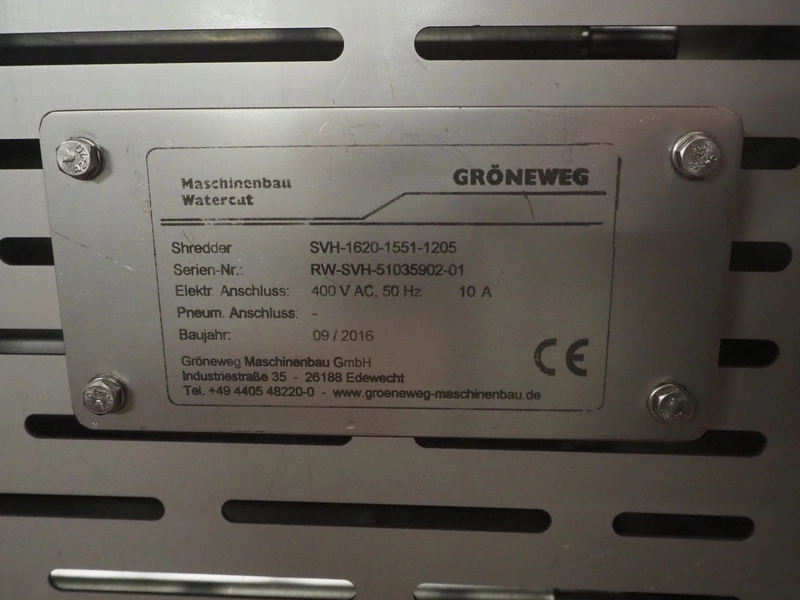 Maschinenbau
Watercut
GRÖNEWEG
Shredder SVH-1620-1551-1205
Serien-Nr.: RW-SVH-51035902-01
Elektr. Anschluss: 400 V AC, 50 Hz 10 A
Pneum. Anschluss: -
Baujahr: 09 / 2016
Gröneweg Maschinenbau GmbH
Industriestraße 35 - 26188 Edewecht
Tel. +49 4405 48220-0 - www.groeneweg-maschinenbau.de
CE